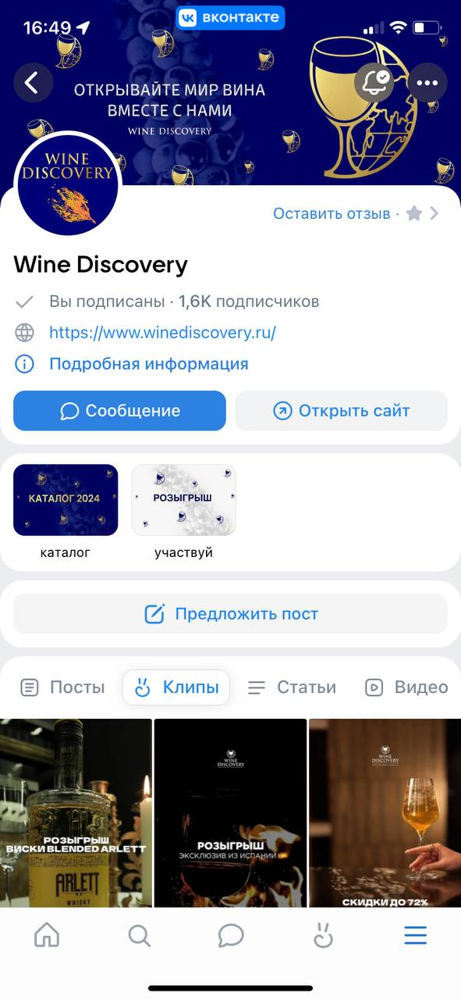 16:49
вконтакте
ОТКРЫВАЙТЕ МИР ВИНА
ВМЕСТЕ С НАМИ
WINE DISCOVERY
WINE
DISCOVERY
Оставить отзыв ·
Wine Discovery
Вы подписаны · 1,6K подписчиков
https://www.winediscovery.ru/
Подробная информация
Сообщение
Открыть сайт
КАТАЛОГ 2024
РОЗЫГРЫШ
каталог
участвуй
Предложить пост
Посты
Клипы
Статьи
Видео
РОЗЫГРЫШ
ВИСКИ BLENDED ARLETT
ARLETT
WHISKY
WINE
DISCOVERY
РОЗЫГРЫШ
ЭКСКЛЮЗИВ ИЗ ИСПАНИИ
WINE
DISCOVERY
СКИДКИ ДО 72%